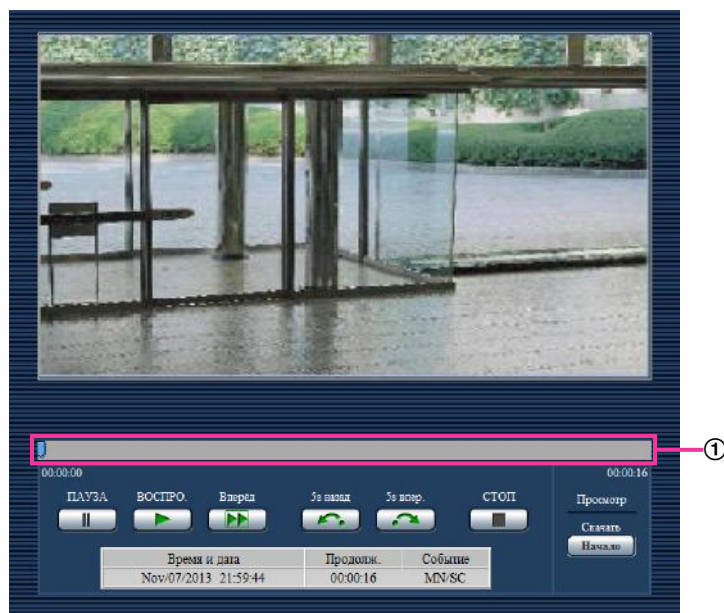 ①
00:00:00 00:00:16
ПАУЗА ВОСПРО. Вперёд 5s назад 5s впер. СТОП Просмотр
Скачать
Начало
Время и дата Продолж. Событие
Nov/07/2013 21:59:44 00:00:16 MN/SC